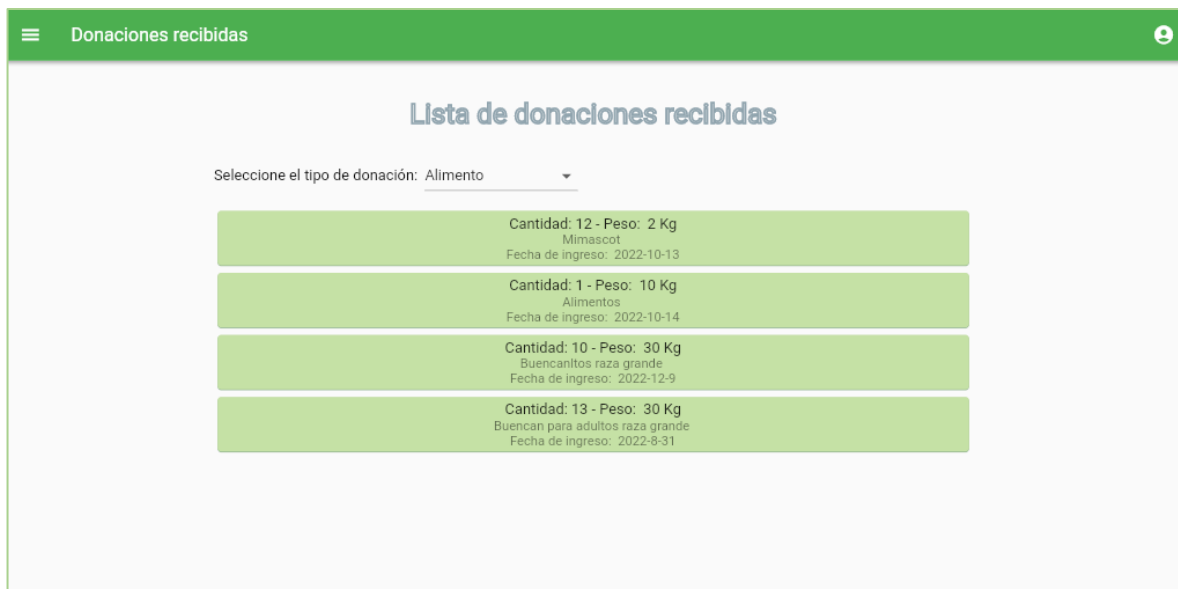 Donaciones recibidas
Lista de donaciones recibidas
Seleccione el tipo de donación: Alimento
Cantidad: 12 - Peso: 2 Kg
Mimascot
Fecha de ingreso: 2022-10-13
Cantidad: 1 - Peso: 10 Kg
Alimentos
Fecha de ingreso: 2022-10-14
Cantidad: 10 - Peso: 30 Kg
Buencanltos raza grande
Fecha de ingreso: 2022-12-9
Cantidad: 13 - Peso: 30 Kg
Buencan para adultos raza grande
Fecha de ingreso: 2022-8-31